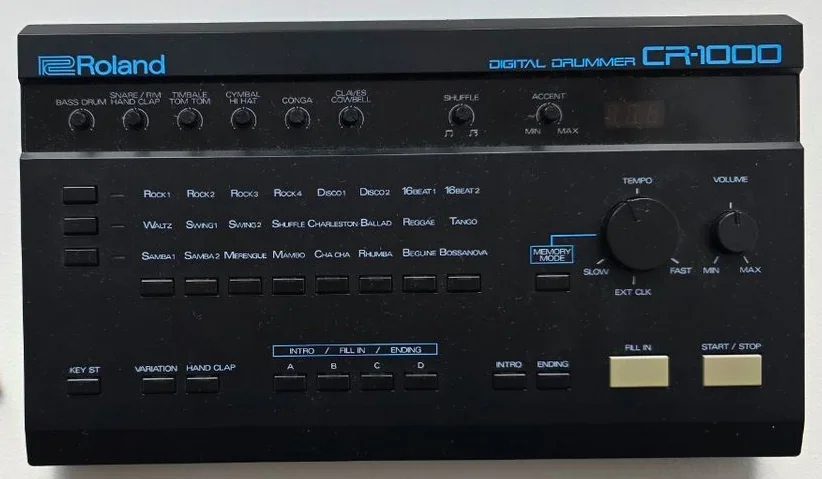 Roland
DIGITAL DRUMMER CR-1000
BASS DRUM
SNARE / RIM
HAND CLAP
TIMBALE
TOM TOM
CYMBAL
HI HAT
CONGA
CLAVES
COWBELL
SHUFFLE
ACCENT
MIN MAX
ROCK1 ROCK2 ROCK3 ROCK4 DISCO1 DISCO2 16BEAT1 16BEAT2
WALTZ SWING1 SWING2 SHUFFLE CHARLESTON BALLAD REGGAE TANGO
SAMBA1 SAMBA2 MERENGUE MAMBO CHA CHA RHUMBA BEGUINE BOSSANOVA
MEMORY
MODE
TEMPO
SLOW FAST
EXT CLK
VOLUME
MIN MAX
KEY ST
VARIATION
HAND CLAP
INTRO / FILL IN / ENDING
A B C D
INTRO
ENDING
FILL IN
START / STOP